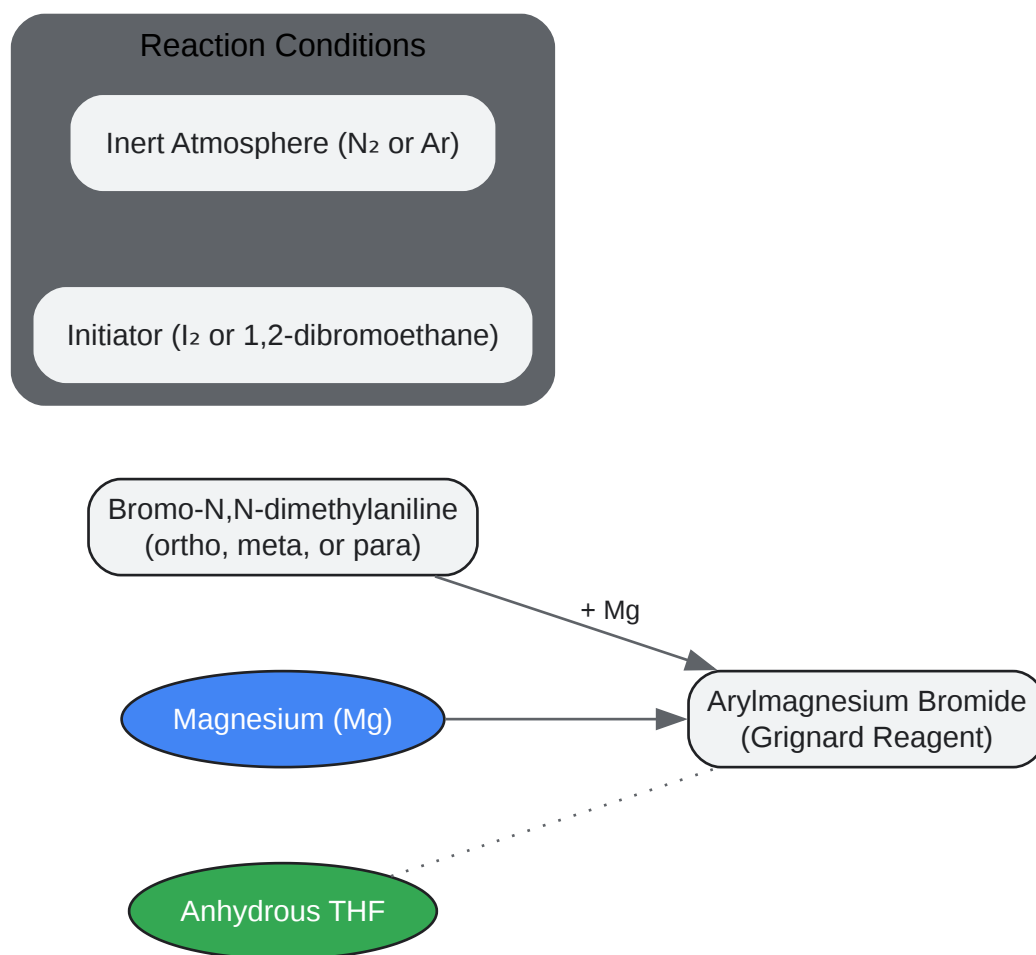 Reaction Conditions
Inert Atmosphere (N₂ or Ar)
Initiator (I₂ or 1,2-dibromoethane)
Bromo-N,N-dimethylaniline
(ortho, meta, or para)
+ Mg
Magnesium (Mg)
Arylmagnesium Bromide
(Grignard Reagent)
Anhydrous THF